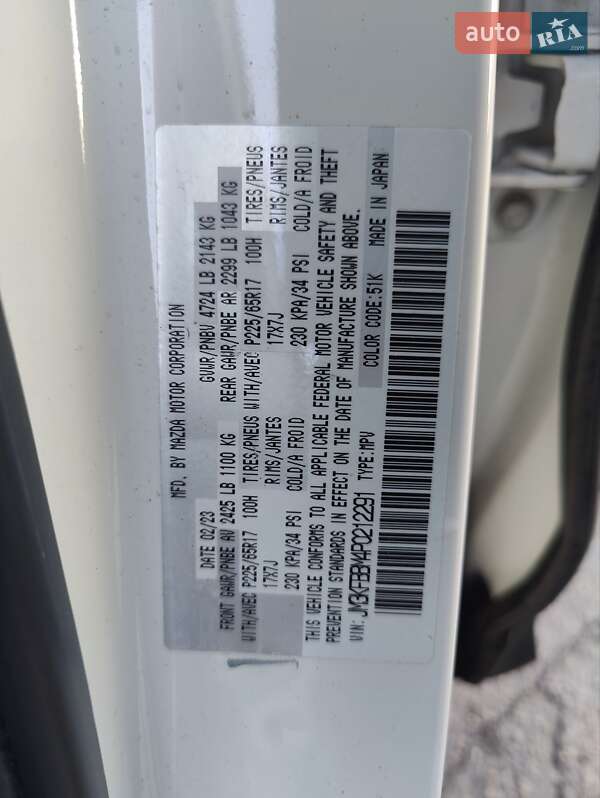 auto RIA .com
MFD. BY MAZDA MOTOR CORPORATION
DATE 02/23 GVWR/PNBV 4724 LB 2143 KG
FRONT GAWR/PNBE AV 2425 LB 1100 KG REAR GAWR/PNBE AR 2299 LB 1043 KG
WITH/AVEC P225/65R17 100H TIRES/PNEUS WITH/AVEC P225/65R17 100H TIRES/PNEUS
17X7J RIMS/JANTES 17X7J RIMS/JANTES
230 KPA/34 PSI COLD/A FROID 230 KPA/34 PSI COLD/A FROID
THIS VEHICLE CONFORMS TO ALL APPLICABLE FEDERAL MOTOR VEHICLE SAFETY AND THEFT
PREVENTION STANDARDS IN EFFECT ON THE DATE OF MANUFACTURE SHOWN ABOVE.
VIN: JM3KFBBM4P0212291 TYPE:MPV COLOR CODE:51K MADE IN JAPAN